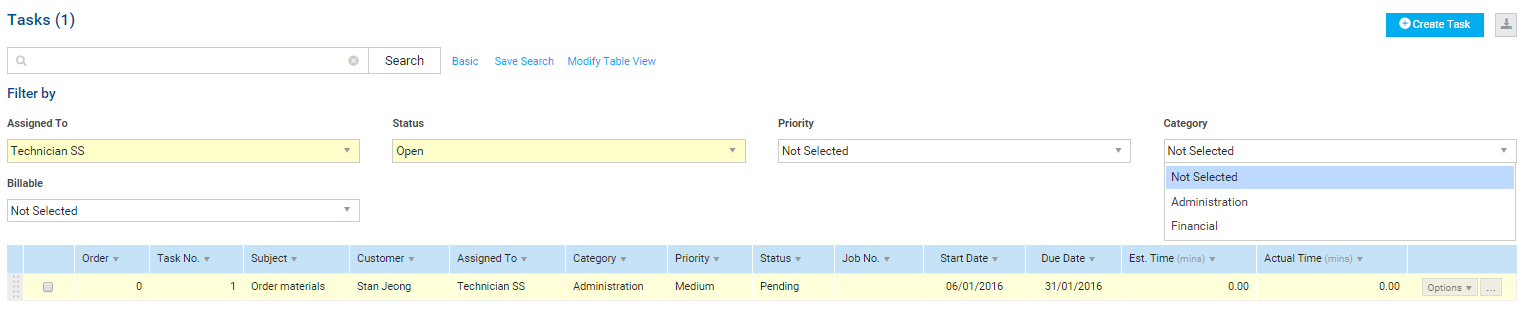 Tasks (1)
Create Task
Search Basic Save Search Modify Table View
Filter by
Assigned To Status Priority Category
Technician SS Open Not Selected Not Selected
Not Selected
Administration
Financial
Billable
Not Selected
Order Task No. Subject Customer Assigned To Category Priority Status Job No. Start Date Due Date Est. Time (mins) Actual Time (mins)
0 1 Order materials Stan Jeong Technician SS Administration Medium Pending 06/01/2016 31/01/2016 0.00 0.00 Options ...